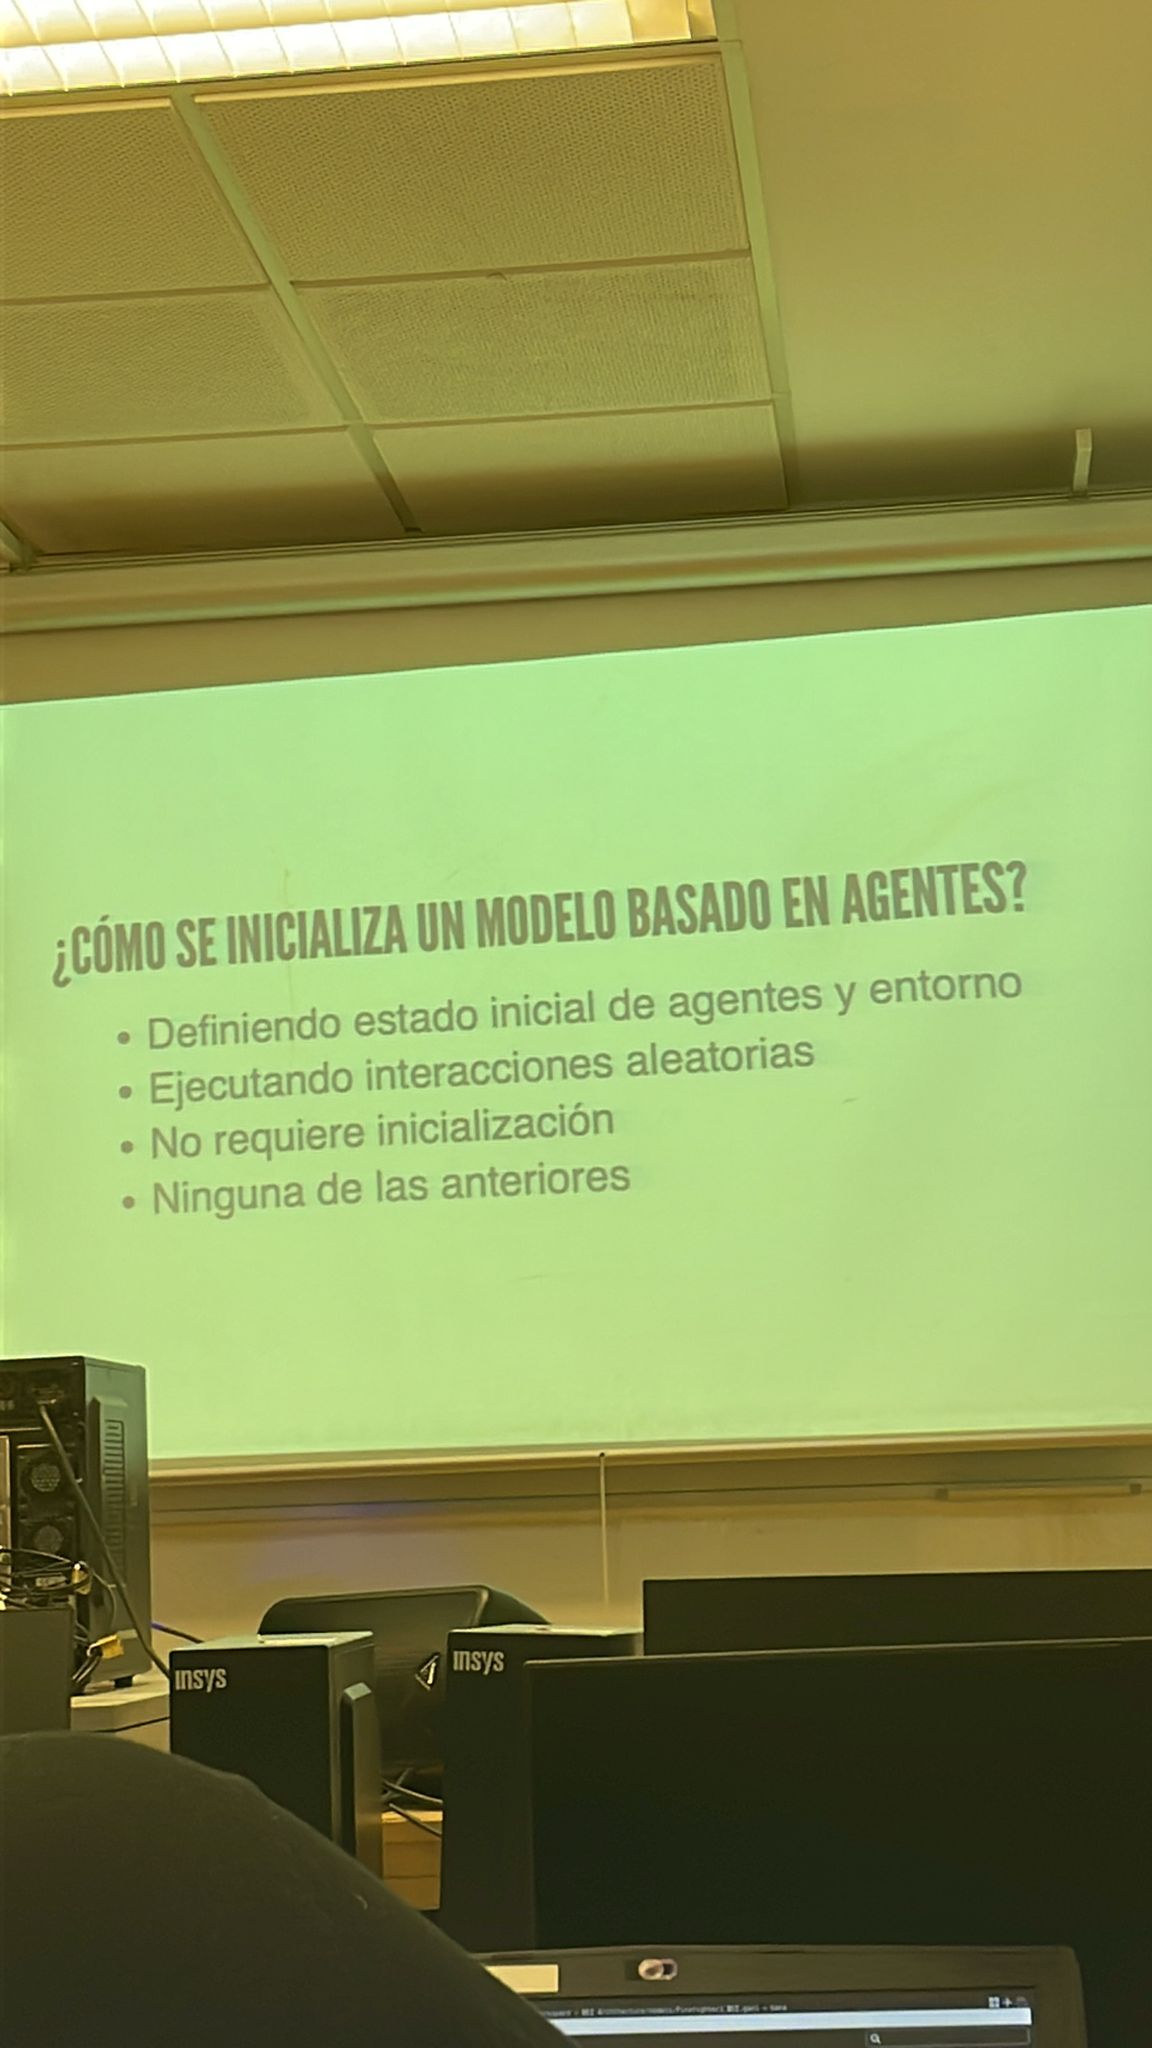 ¿CÓMO SE INICIALIZA UN MODELO BASADO EN AGENTES?
• Definiendo estado inicial de agentes y entorno
• Ejecutando interacciones aleatorias
• No requiere inicialización
• Ninguna de las anteriores
insys
insys